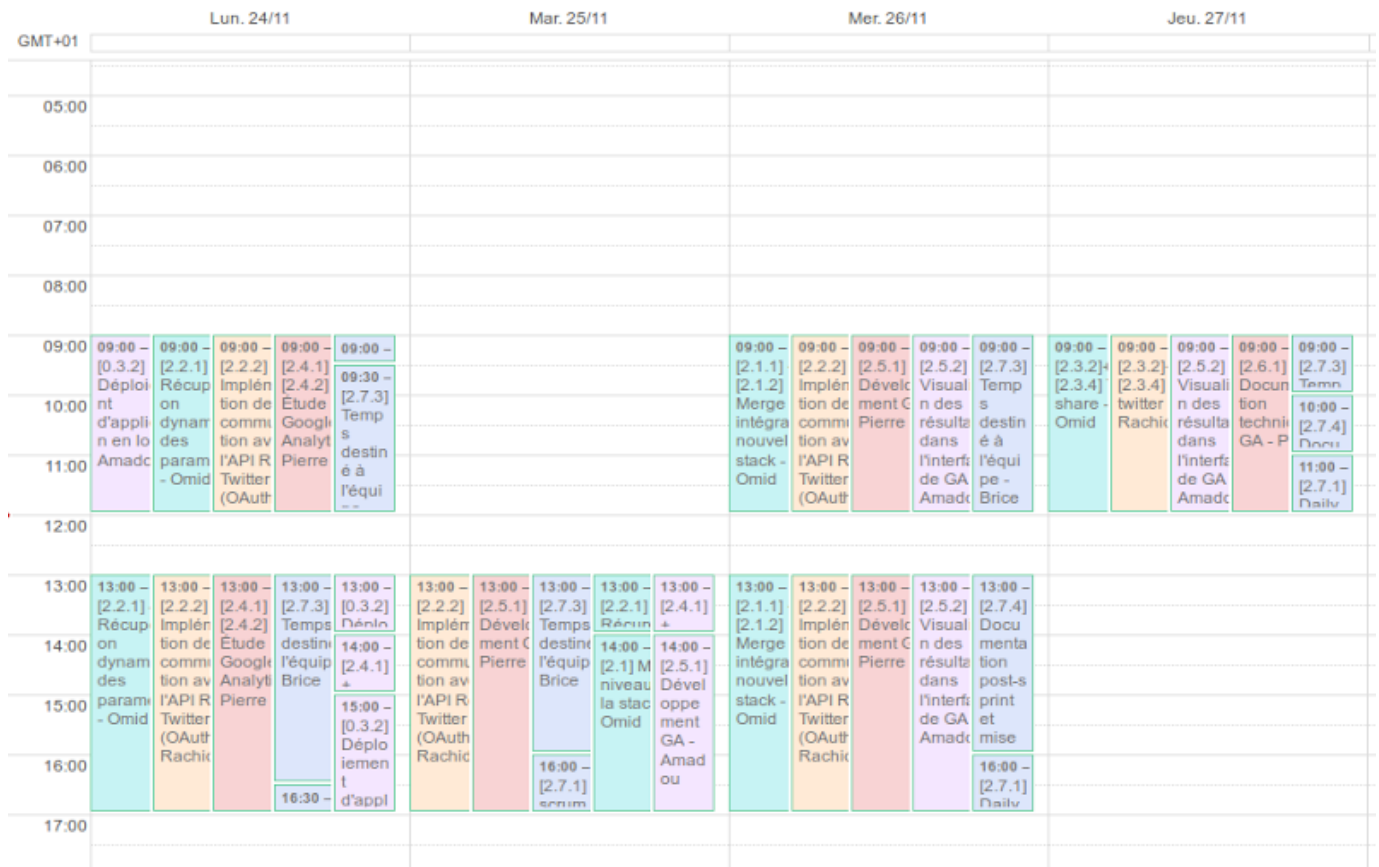 Lun. 24/11
Mar. 25/11
Mer. 26/11
Jeu. 27/11
GMT+01
05:00
06:00
07:00
08:00
09:00
10:00
11:00
12:00
13:00
14:00
15:00
16:00
17:00
09:00 –
[0.3.2]
Déploi
nt
d'appli
n en lo
Amado
09:00 –
[2.2.1]
Récup
on
dynam
des
param
- Omid
09:00 –
[2.2.2]
Implén
tion de
commu
tion av
l'API R
Twitter
(OAuth
09:00 –
[2.4.1]
[2.4.2]
Étude
Google
Analyt
Pierre
09:00 –
09:30 –
[2.7.3]
Temp
s
destin
é à
l'équi
13:00 –
[2.2.1]
Récup
on
dynam
des
param
- Omid
13:00 –
[2.2.2]
Implén
tion de
commu
tion av
l'API R
Twitter
(OAuth
Rachic
13:00 –
[2.4.1]
[2.4.2]
Étude
Google
Analyti
Pierre
13:00 –
[2.7.3]
Temps
destine
l'équip
Brice
16:30 –
13:00 –
[0.3.2]
Déplo
14:00 –
[2.4.1]
+
15:00 –
[0.3.2]
Déplo
iemen
t
d'appl
13:00 –
[2.2.2]
Implém
tion de
commu
tion av
l'API R
Twitter
(OAuth
Rachic
13:00 –
[2.5.1]
Dévelo
ment G
Pierre
13:00 –
[2.7.3]
Temps
destine
l'équip
Brice
16:00 –
[2.7.1]
scrum
13:00 –
[2.2.1]
Récup
14:00 –
[2.1] M
niveau
la stac
Omid
13:00 –
[2.4.1]
+
14:00 –
[2.5.1]
Dével
oppe
ment
GA -
Amad
ou
09:00 –
[2.1.1]
[2.1.2]
Merge
intégra
nouvel
stack -
Omid
09:00 –
[2.2.2]
Implén
tion de
commu
tion av
l'API R
Twitter
(OAuth
09:00 –
[2.5.1]
Dévelo
ment G
Pierre
09:00 –
[2.5.2]
Visuali
n des
résulta
dans
l'interfa
de GA
Amado
09:00 –
[2.7.3]
Temp
s
destin
é à
l'équi
pe -
Brice
13:00 –
[2.1.1]
[2.1.2]
Merge
intégra
nouvel
stack -
Omid
13:00 –
[2.2.2]
Implén
tion de
commu
tion av
l'API R
Twitter
(OAuth
Rachic
13:00 –
[2.5.1]
Dévelo
ment G
Pierre
13:00 –
[2.5.2]
Visuali
n des
résulta
dans
l'interfa
de GA
Amado
13:00 –
[2.7.4]
Docu
menta
tion
post-s
print
et
mise
16:00 –
[2.7.1]
Daily
09:00 –
[2.3.2]+
[2.3.4]
share -
Omid
09:00 –
[2.3.2]
[2.3.4]
twitter
Rachic
09:00 –
[2.5.2]
Visuali
n des
résulta
dans
l'interfa
de GA
Amado
09:00 –
[2.6.1]
Docum
tion
techni
GA - P
09:00 –
[2.7.3]
Temp
10:00 –
[2.7.4]
Docu
11:00 –
[2.7.1]
Daily